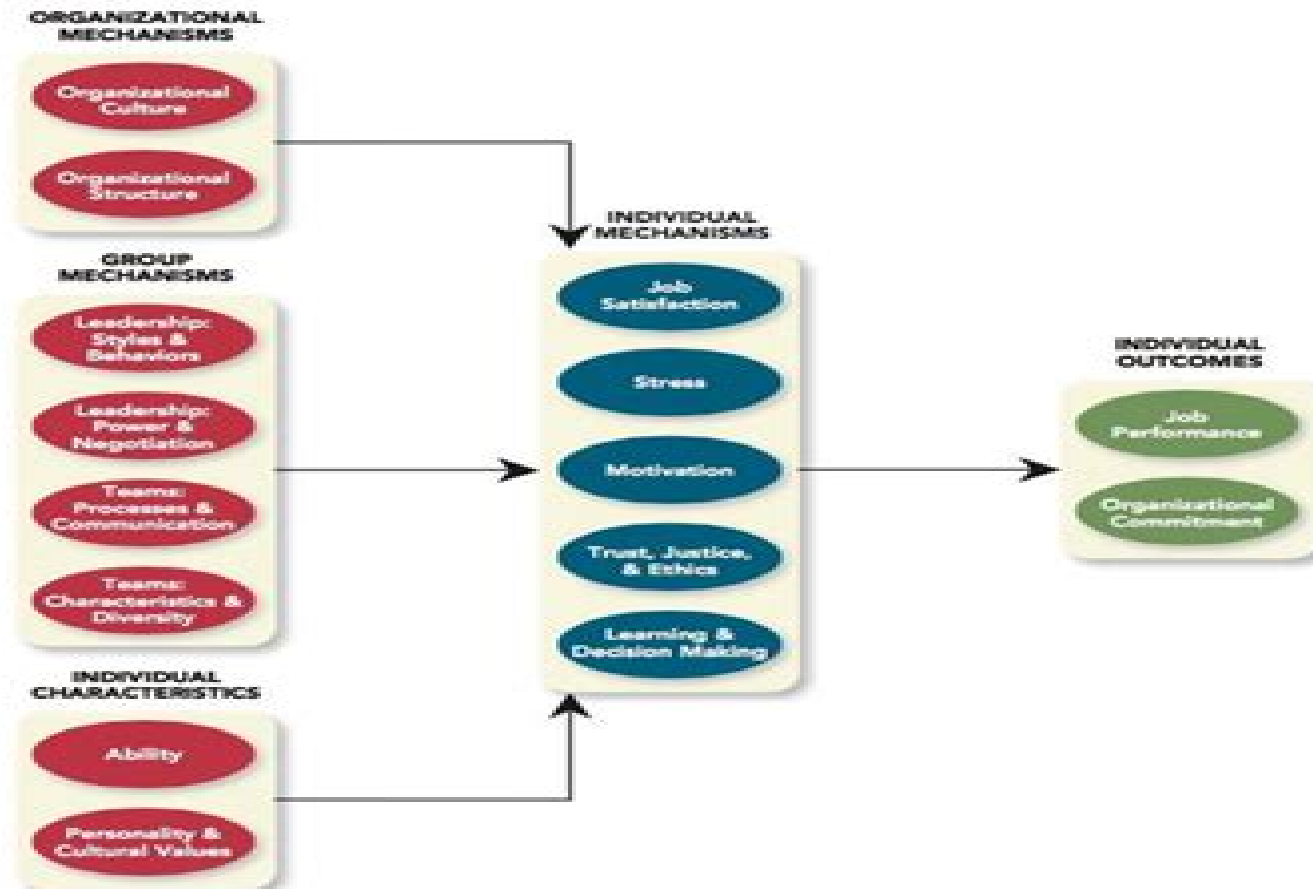 ORGANIZATIONAL
MECHANISMS
Organizational
Culture
Organizational
Structure
GROUP
MECHANISMS
Leadership:
Styles &
Behaviors
Leadership:
Power &
Negotiation
Teams:
Processes &
Communication
Teams:
Characteristics &
Diversity
INDIVIDUAL
CHARACTERISTICS
Ability
Personality &
Cultural Values
INDIVIDUAL
MECHANISMS
Job
Satisfaction
Stress
Motivation
Trust, Justice,
& Ethics
Learning &
Decision Making
INDIVIDUAL
OUTCOMES
Job
Performance
Organizational
Commitment